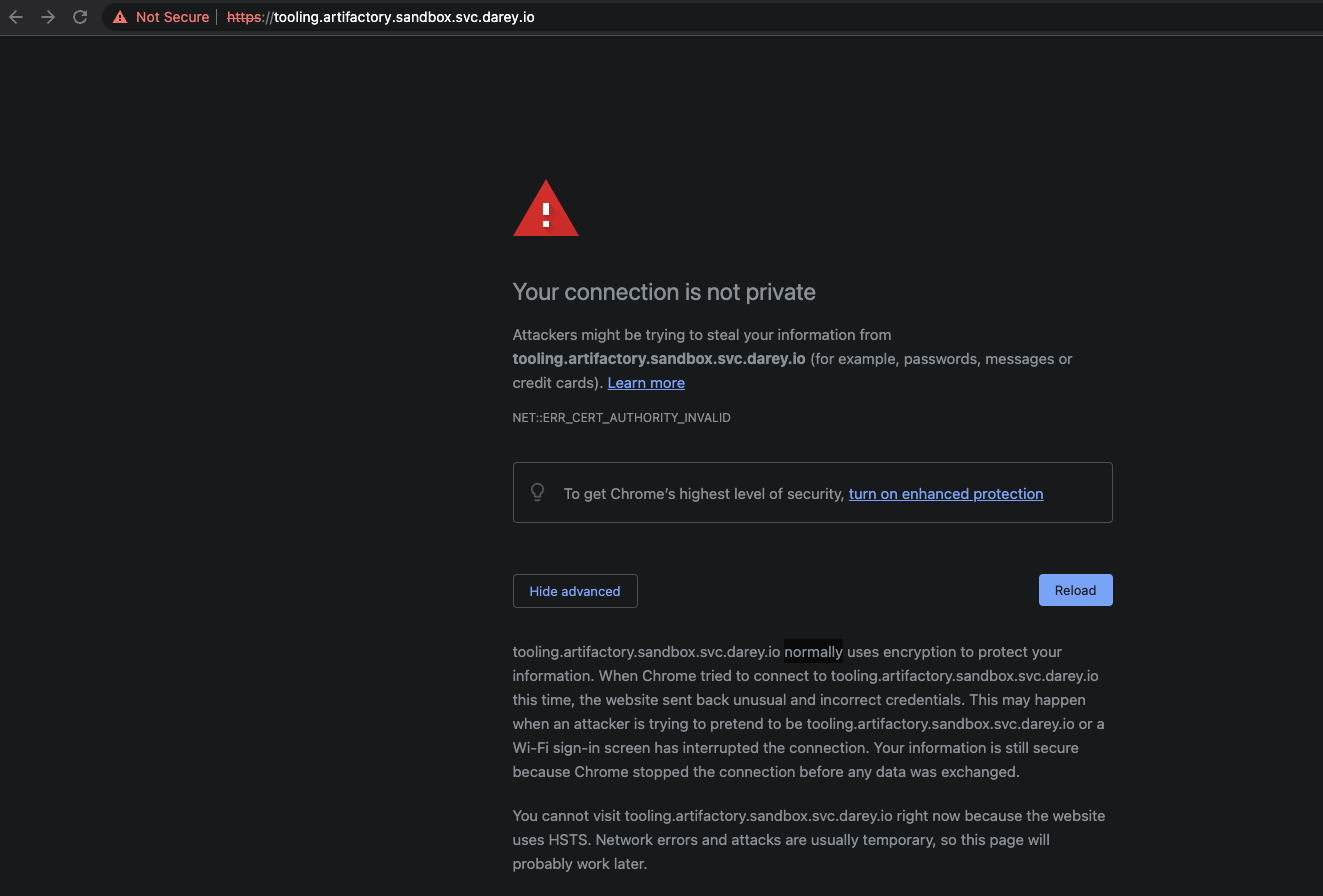 Not Secure https://tooling.artifactory.sandbox.svc.darey.io
Your connection is not private
Attackers might be trying to steal your information from
tooling.artifactory.sandbox.svc.darey.io (for example, passwords, messages or
credit cards). Learn more
NET::ERR_CERT_AUTHORITY_INVALID
To get Chrome's highest level of security, turn on enhanced protection
Hide advanced
Reload
tooling.artifactory.sandbox.svc.darey.io normally uses encryption to protect your
information. When Chrome tried to connect to tooling.artifactory.sandbox.svc.darey.io
this time, the website sent back unusual and incorrect credentials. This may happen
when an attacker is trying to pretend to be tooling.artifactory.sandbox.svc.darey.io or a
Wi-Fi sign-in screen has interrupted the connection. Your information is still secure
because Chrome stopped the connection before any data was exchanged.
You cannot visit tooling.artifactory.sandbox.svc.darey.io right now because the website
uses HSTS. Network errors and attacks are usually temporary, so this page will
probably work later.